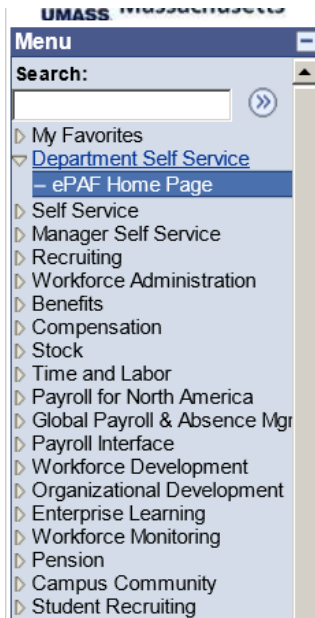 UMASS Massachusetts
Menu
Search:
My Favorites
Department Self Service
– ePAF Home Page
Self Service
Manager Self Service
Recruiting
Workforce Administration
Benefits
Compensation
Stock
Time and Labor
Payroll for North America
Global Payroll & Absence Mgr
Payroll Interface
Workforce Development
Organizational Development
Enterprise Learning
Workforce Monitoring
Pension
Campus Community
Student Recruiting